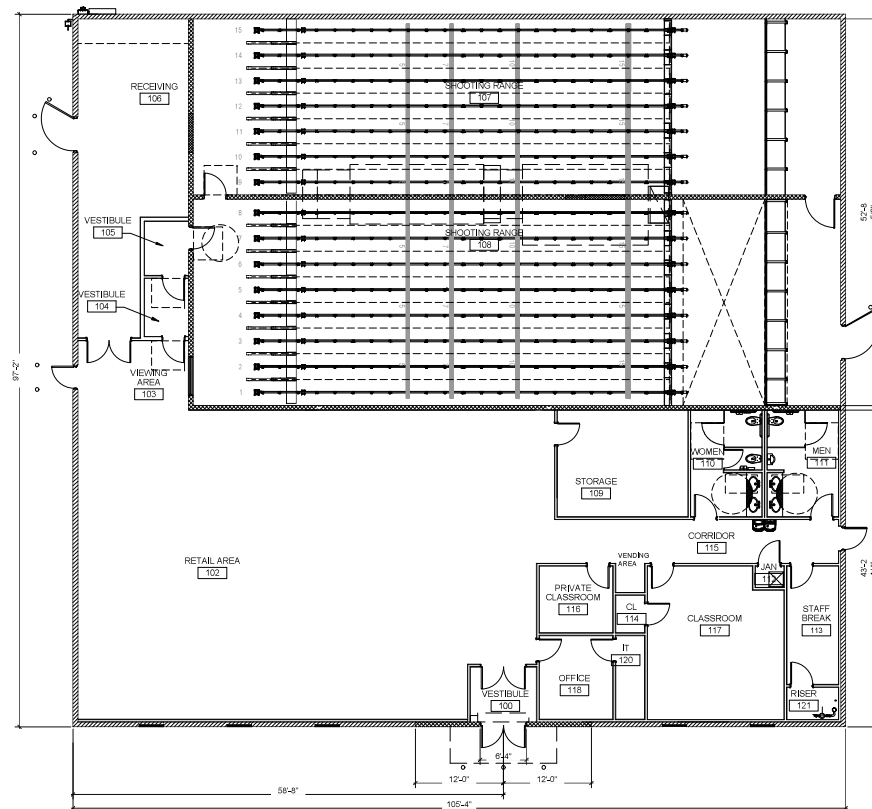 15
14
13
12
11
10
9
SHOOTING RANGE
107
RECEIVING
106
8
7
6
5
4
3
2
1
SHOOTING RANGE
108
VESTIBULE
105
VESTIBULE
104
VIEWING
AREA
103
97'-2"
52'-8
WOMEN
110
MEN
111
STORAGE
109
CORRIDOR
115
RETAIL AREA
102
VENDING
AREA
JAN
PRIVATE
CLASSROOM
116
CL
114
CLASSROOM
117
STAFF
BREAK
113
43'-2
IT
120
OFFICE
118
VESTIBULE
100
RISER
121
6'-4"
12'-0"
12'-0"
58'-8"
105'-4"